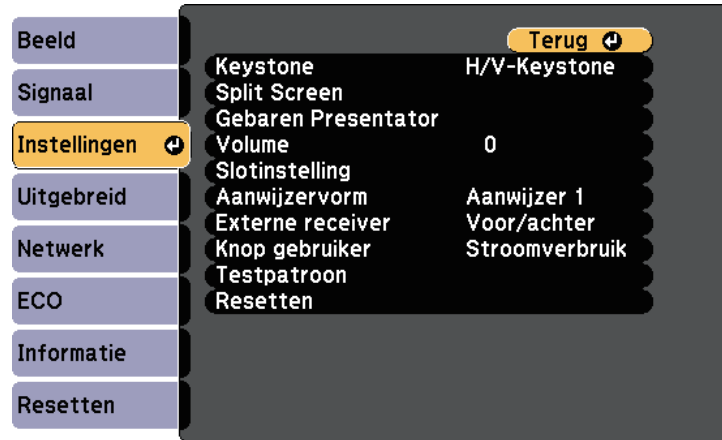 Beeld
Signaal
Instellingen
Uitgebreid
Netwerk
ECO
Informatie
Resetten
Terug
Keystone H/V-Keystone
Split Screen
Gebaren Presentator
Volume 0
Slotinstelling
Aanwijzervorm Aanwijzer 1
Externe receiver Voor/achter
Knop gebruiker Stroomverbruik
Testpatroon
Resetten